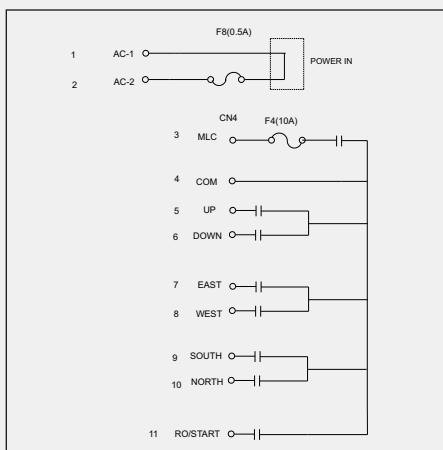 F8(0.5A)
1 AC-1
POWER IN
2 AC-2
CN4 F4(10A)
3 MLC
4 COM
5 UP
6 DOWN
7 EAST
8 WEST
9 SOUTH
10 NORTH
11 RO/START